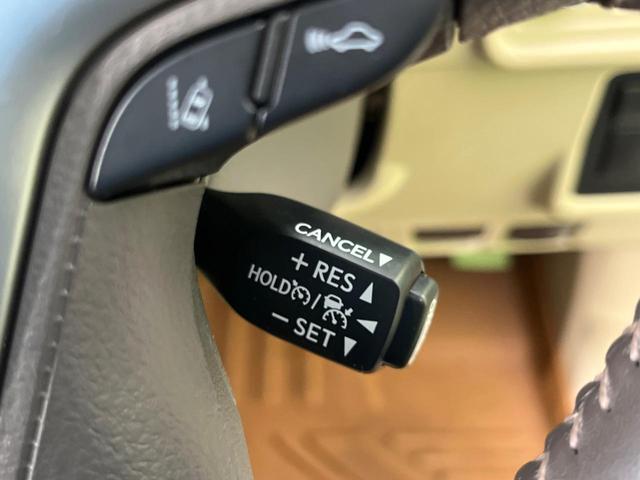 CANCEL▼
+ RES ▲
HOLD /
− SET ▼